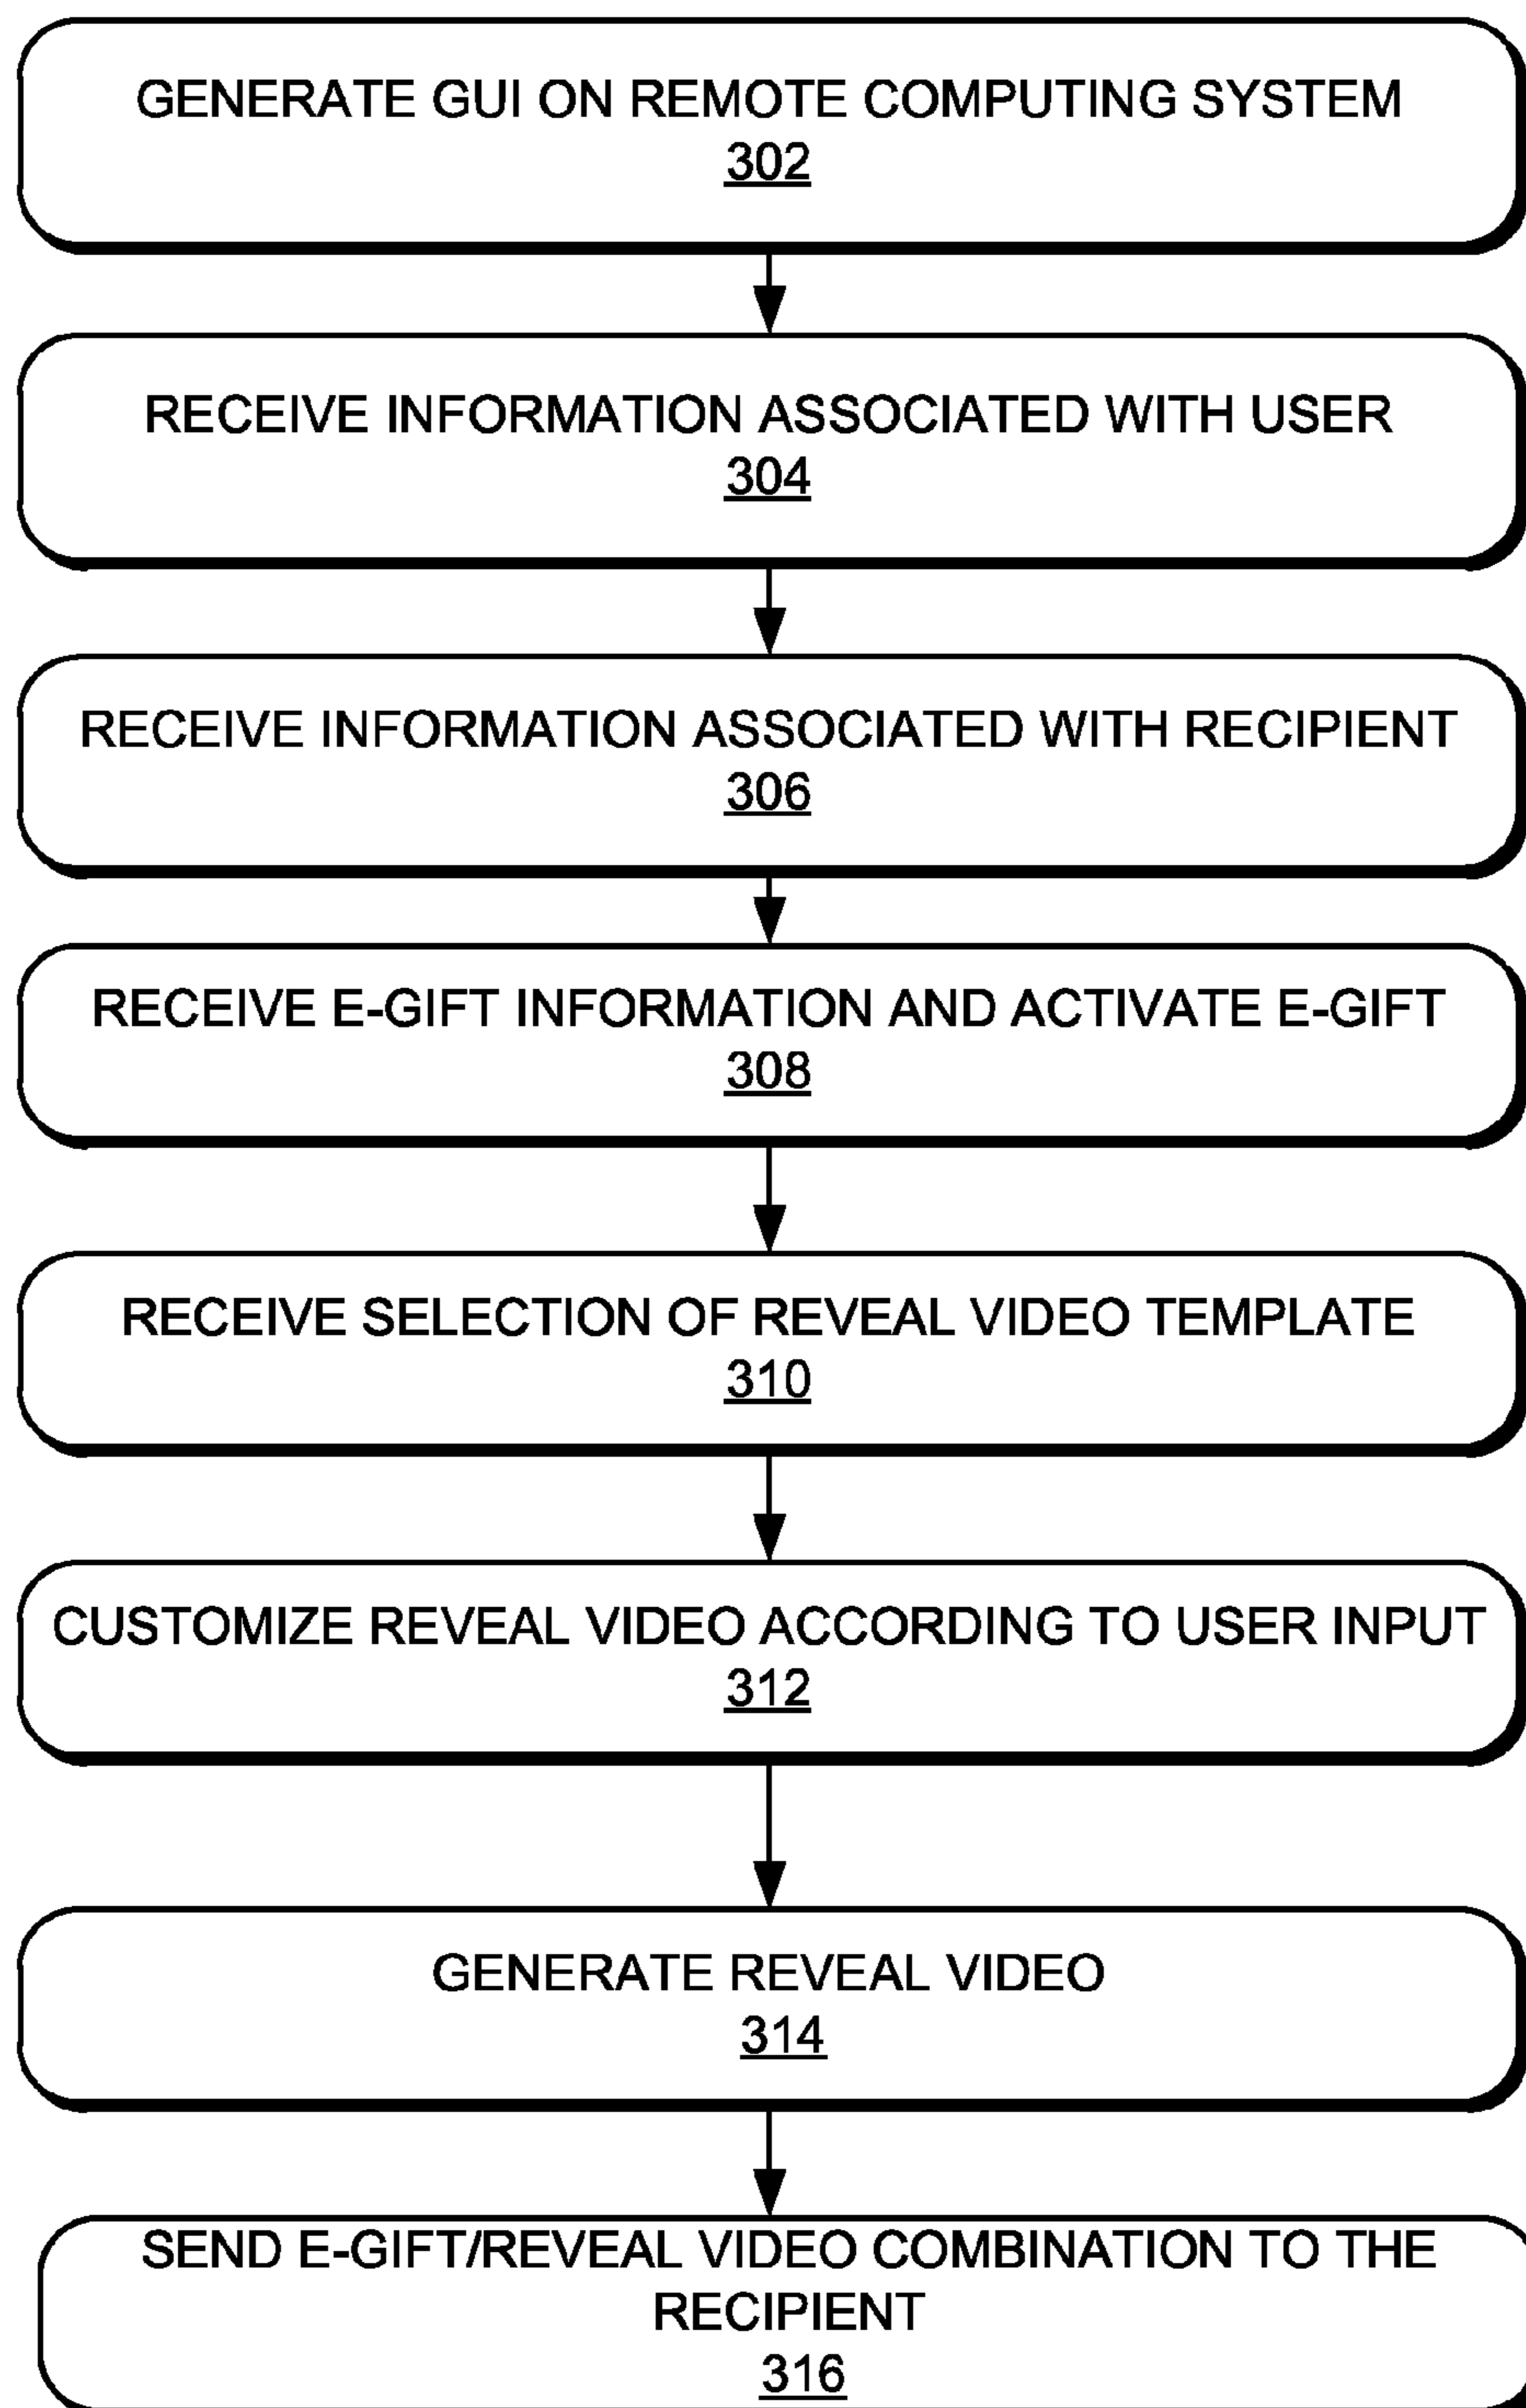 GENERATE GUI ON REMOTE COMPUTING SYSTEM
302
RECEIVE INFORMATION ASSOCIATED WITH USER
304
RECEIVE INFORMATION ASSOCIATED WITH RECIPIENT
306
RECEIVE E-GIFT INFORMATION AND ACTIVATE E-GIFT
308
RECEIVE SELECTION OF REVEAL VIDEO TEMPLATE
310
CUSTOMIZE REVEAL VIDEO ACCORDING TO USER INPUT
312
GENERATE REVEAL VIDEO
314
SEND E-GIFT/REVEAL VIDEO COMBINATION TO THE
RECIPIENT
316